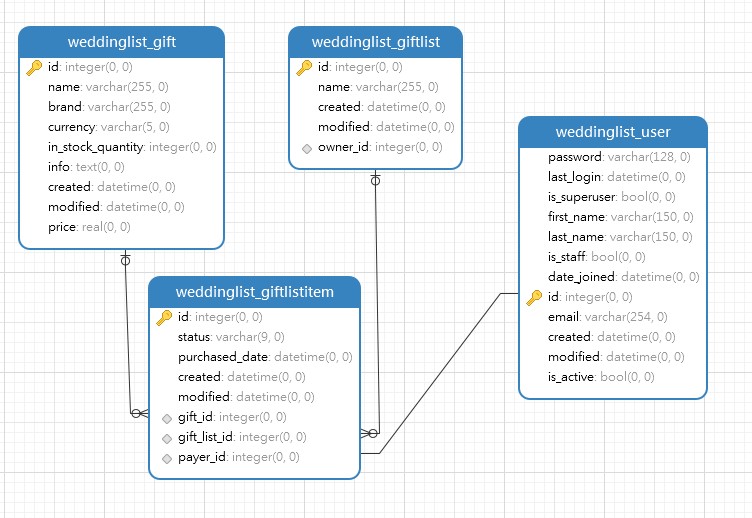 weddinglist_gift
id: integer(0, 0)
name: varchar(255, 0)
brand: varchar(255, 0)
currency: varchar(5, 0)
in_stock_quantity: integer(0, 0)
info: text(0, 0)
created: datetime(0, 0)
modified: datetime(0, 0)
price: real(0, 0)
weddinglist_giftlist
id: integer(0, 0)
name: varchar(255, 0)
created: datetime(0, 0)
modified: datetime(0, 0)
owner_id: integer(0, 0)
weddinglist_user
password: varchar(128, 0)
last_login: datetime(0, 0)
is_superuser: bool(0, 0)
first_name: varchar(150, 0)
last_name: varchar(150, 0)
is_staff: bool(0, 0)
date_joined: datetime(0, 0)
id: integer(0, 0)
email: varchar(254, 0)
created: datetime(0, 0)
modified: datetime(0, 0)
is_active: bool(0, 0)
weddinglist_giftlistitem
id: integer(0, 0)
status: varchar(9, 0)
purchased_date: datetime(0, 0)
created: datetime(0, 0)
modified: datetime(0, 0)
gift_id: integer(0, 0)
gift_list_id: integer(0, 0)
payer_id: integer(0, 0)